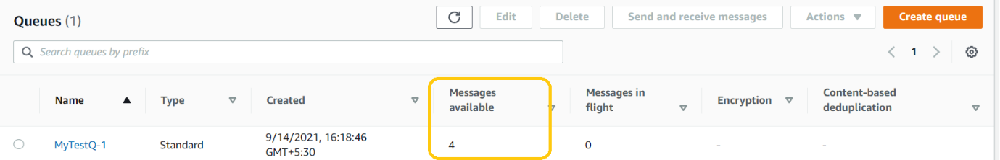 Queues (1)
Edit
Delete
Send and receive messages
Actions
Create queue
Search queues by prefix
1
Name
Type
Created
Messages
available
Messages in
flight
Encryption
Content-based
deduplication
MyTestQ-1
Standard
9/14/2021, 16:18:46
GMT+5:30
4
0
-
-